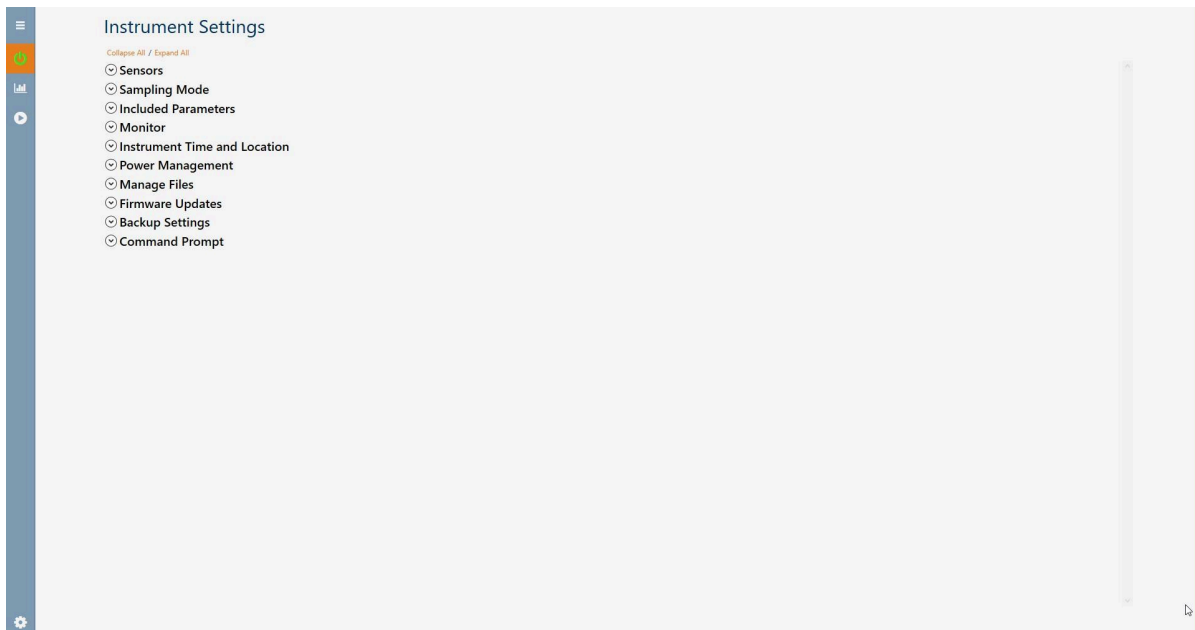 Instrument Settings
Collapse All / Expand All
Sensors
Sampling Mode
Included Parameters
Monitor
Instrument Time and Location
Power Management
Manage Files
Firmware Updates
Backup Settings
Command Prompt